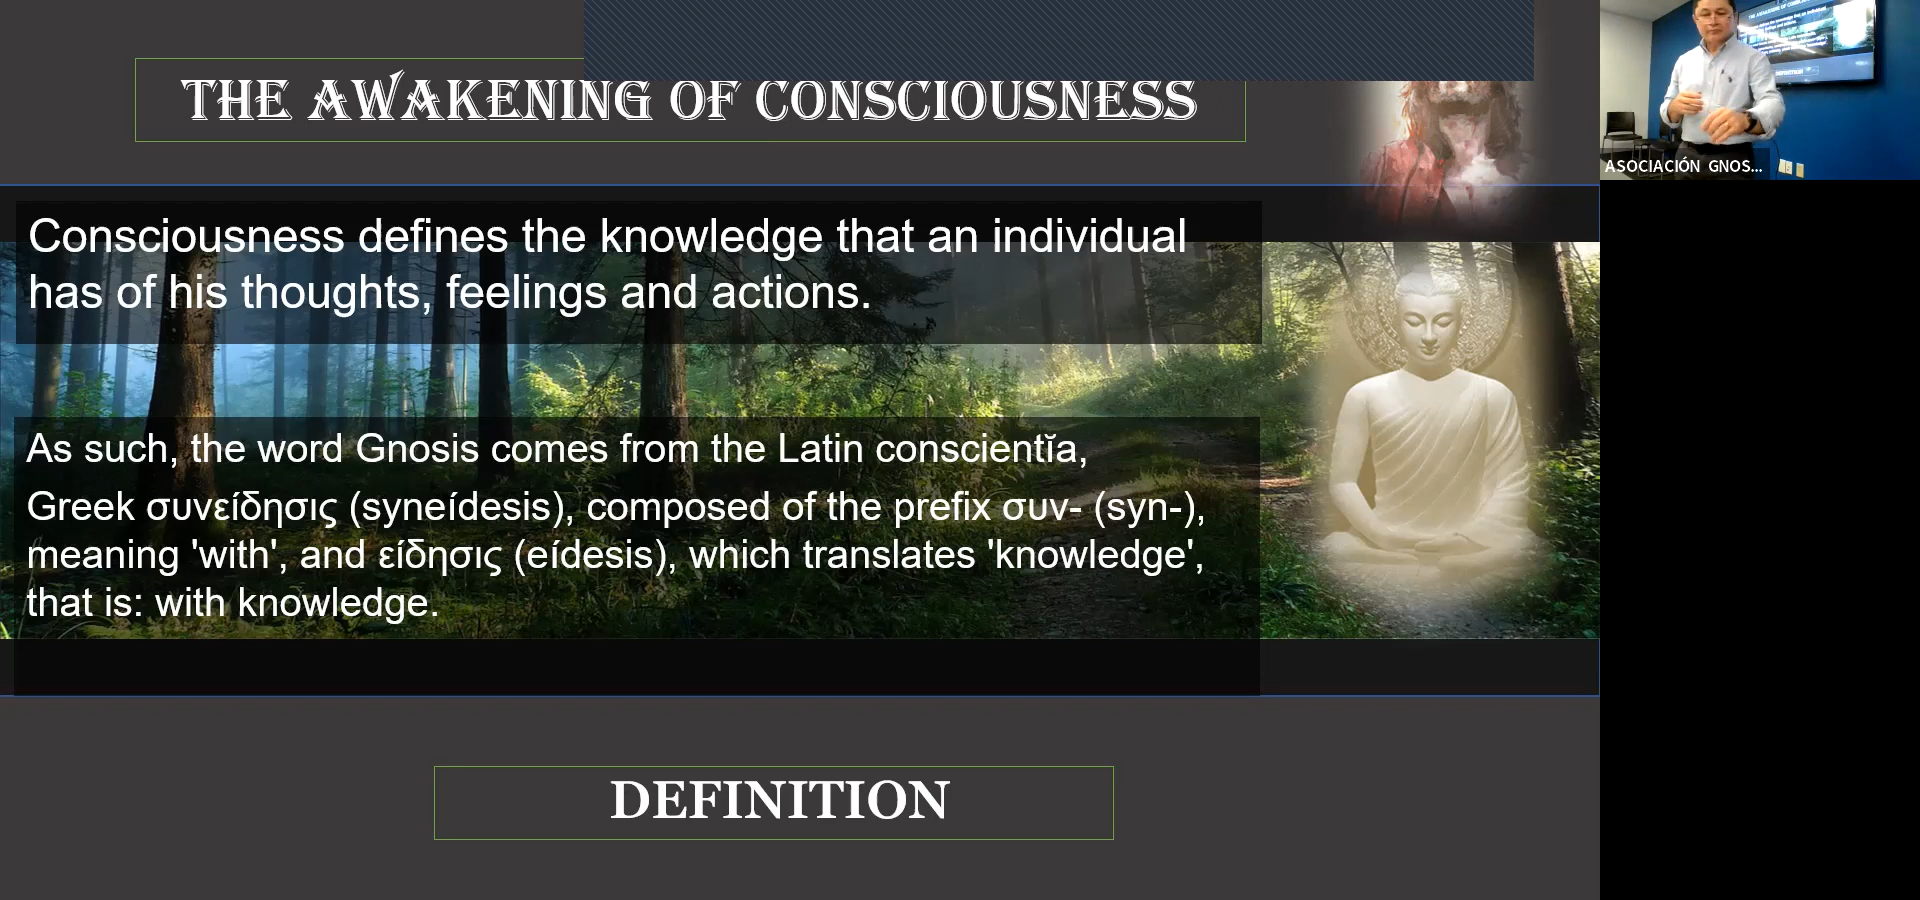 THE AWAKENING OF CONSCIOUSNESS
Consciousness defines the knowledge that an individual
has of his thoughts, feelings and actions.
As such, the word Gnosis comes from the Latin conscientĭa,
Greek συνείδησις (syneídesis), composed of the prefix συν- (syn-),
meaning 'with', and είδησις (eídesis), which translates 'knowledge',
that is: with knowledge.
DEFINITION
ASOCIACIÓN GNOS...